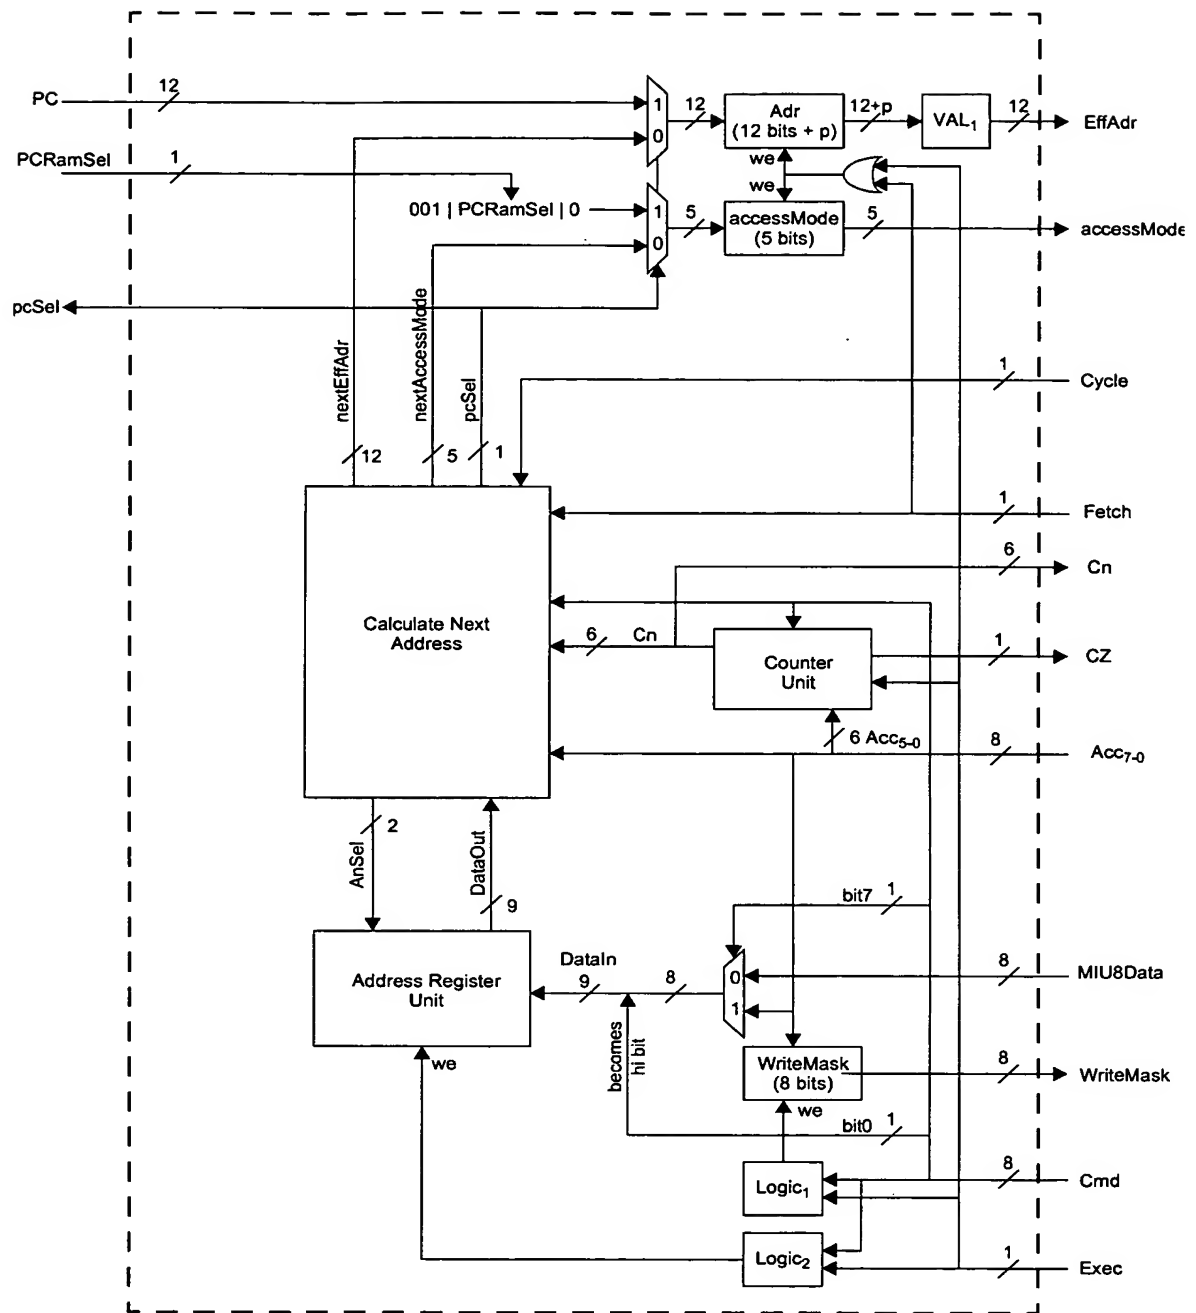 PC
12
1
0
12
Adr
(12 bits + p)
12+p
VAL1
12
EffAdr
PCRamSel
1
we
we
001 | PCRamSel | 0
1
0
5
accessMode
(5 bits)
5
accessMode
pcSel
nextEffAdr
nextAccessMode
pcSel
12
5
1
1
Cycle
1
Fetch
6
Cn
Calculate Next
Address
6
Cn
Counter
Unit
1
CZ
6 Acc5-0
8
Acc7-0
2
AnSel
DataOut
9
bit7
1
Address Register
Unit
DataIn
9
8
0
1
8
MIU8Data
becomes
hi bit
we
WriteMask
(8 bits)
8
WriteMask
we
bit0
1
Logic1
8
Cmd
Logic2
1
Exec